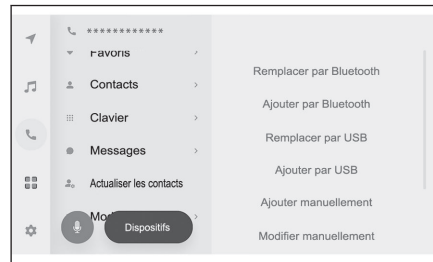 ************
Favoris
Contacts
Clavier
Messages
Actualiser les contacts
Dispositifs
Remplacer par Bluetooth
Ajouter par Bluetooth
Remplacer par USB
Ajouter par USB
Ajouter manuellement
Modifier manuellement